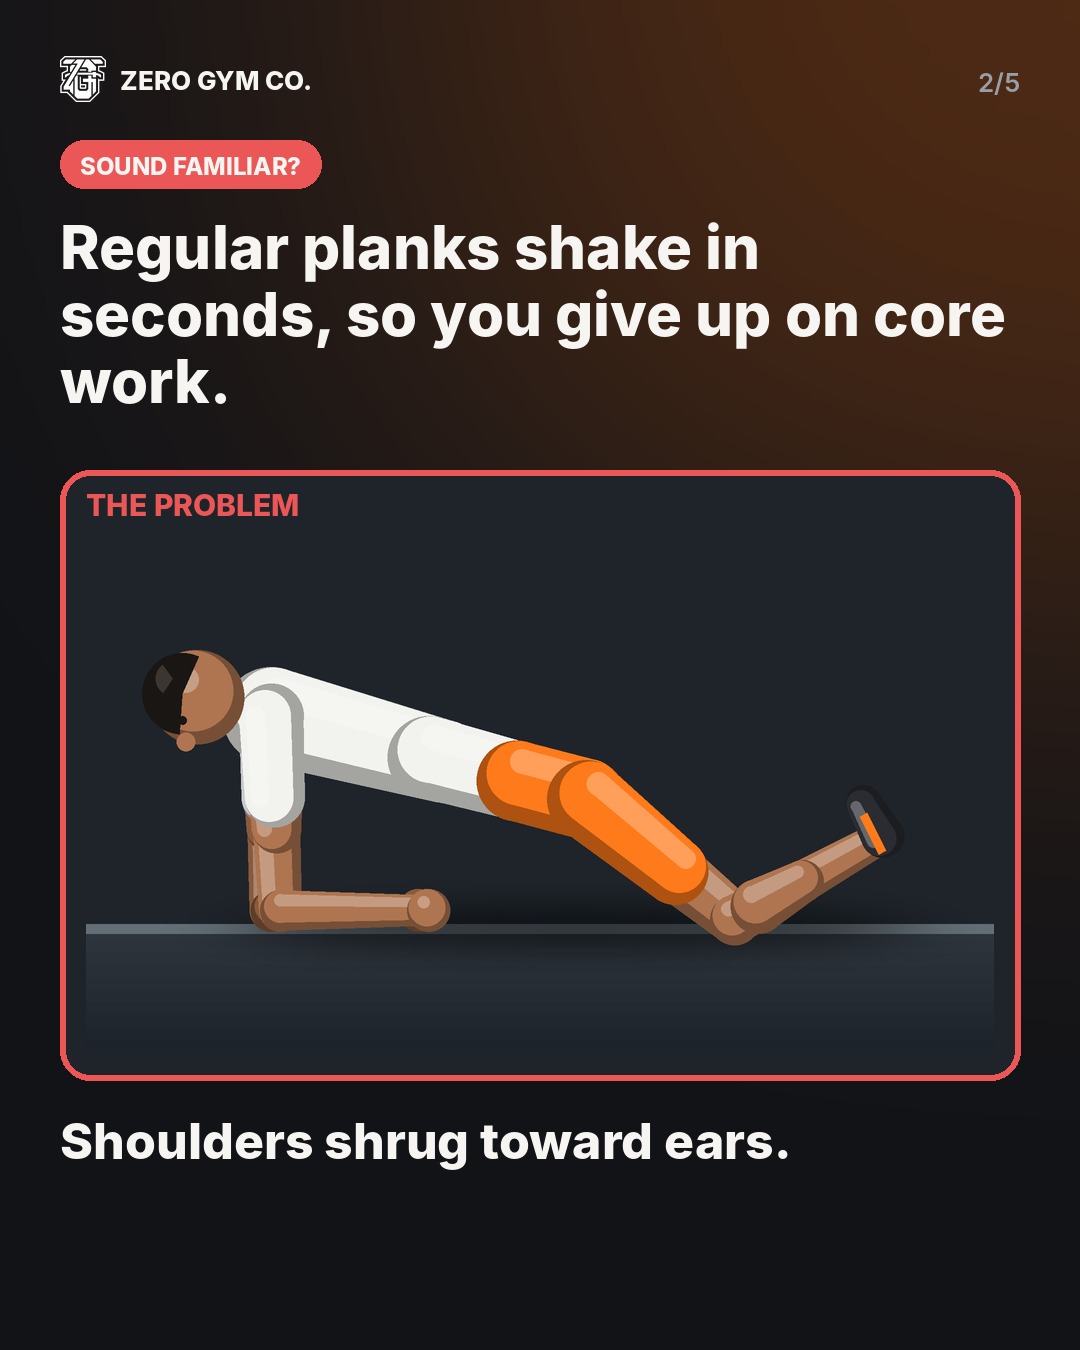 ZERO GYM CO.
2/5
SOUND FAMILIAR?
Regular planks shake in
seconds, so you give up on core
work.
THE PROBLEM
Shoulders shrug toward ears.